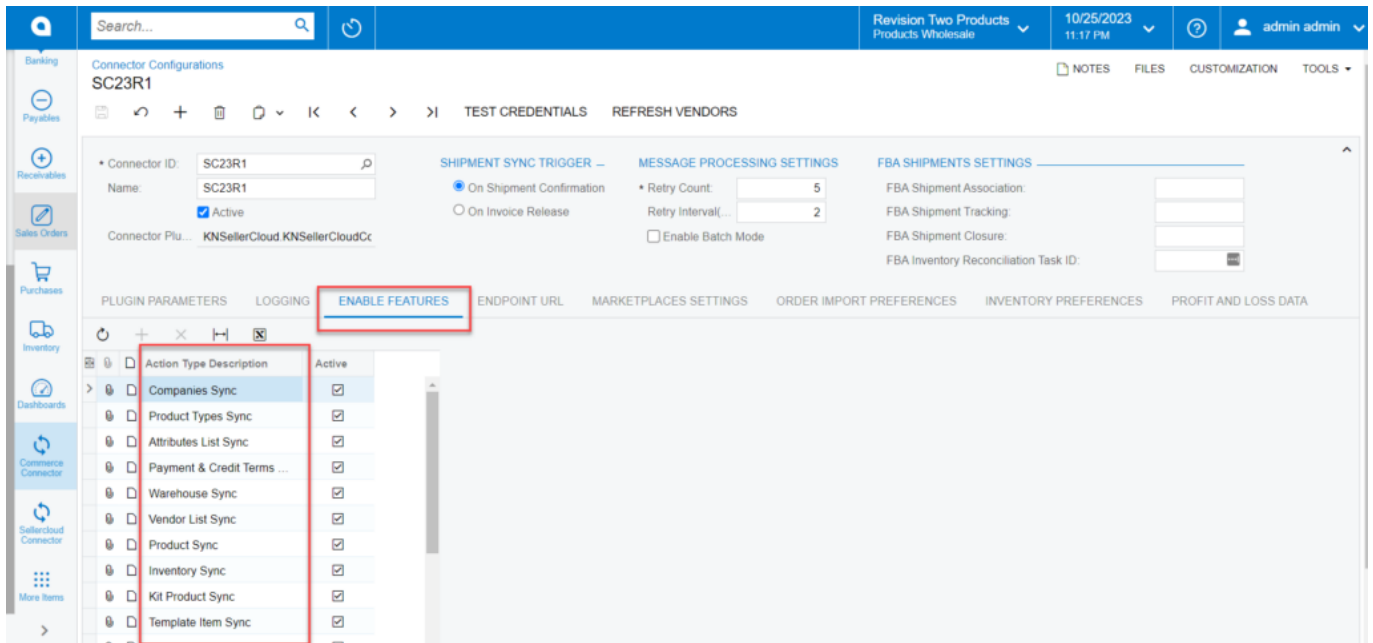 Search...
Revision Two Products
Products Wholesale
10/25/2023
11:17 PM
admin admin
Banking
Payables
Receivables
Sales Orders
Purchases
Inventory
Dashboards
Commerce
Connector
Sellercloud
Connector
More Items
Connector Configurations
SC23R1
NOTES FILES CUSTOMIZATION TOOLS
TEST CREDENTIALS REFRESH VENDORS
• Connector ID: SC23R1
Name: SC23R1
Active
Connector Plu... KNSellerCloud.KNSellerCloudCc
SHIPMENT SYNC TRIGGER
On Shipment Confirmation
On Invoice Release
MESSAGE PROCESSING SETTINGS
• Retry Count: 5
Retry Interval(... 2
Enable Batch Mode
FBA SHIPMENTS SETTINGS
FBA Shipment Association:
FBA Shipment Tracking:
FBA Shipment Closure:
FBA Inventory Reconciliation Task ID:
PLUGIN PARAMETERS LOGGING ENABLE FEATURES ENDPOINT URL MARKETPLACES SETTINGS ORDER IMPORT PREFERENCES INVENTORY PREFERENCES PROFIT AND LOSS DATA
Action Type Description Active
Companies Sync
Product Types Sync
Attributes List Sync
Payment & Credit Terms ...
Warehouse Sync
Vendor List Sync
Product Sync
Inventory Sync
Kit Product Sync
Template Item Sync